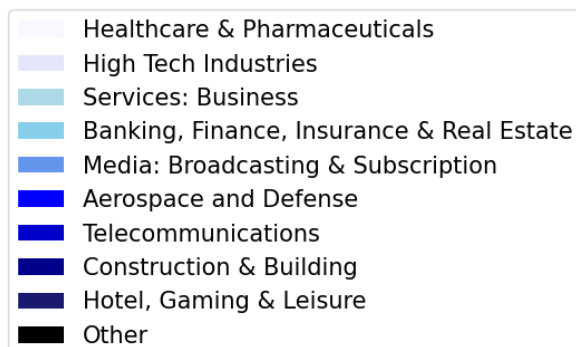 Healthcare & Pharmaceuticals
High Tech Industries
Services: Business
Banking, Finance, Insurance & Real Estate
Media: Broadcasting & Subscription
Aerospace and Defense
Telecommunications
Construction & Building
Hotel, Gaming & Leisure
Other